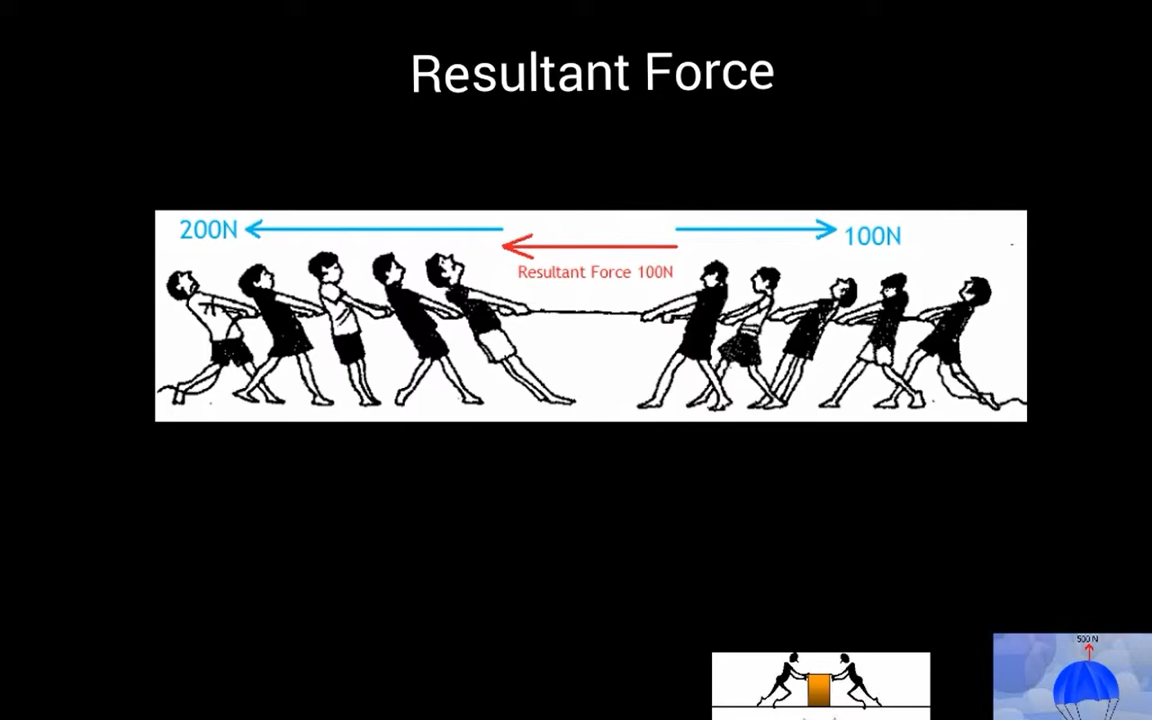 Resultant Force
200N
100N
Resultant Force 100N
500 N